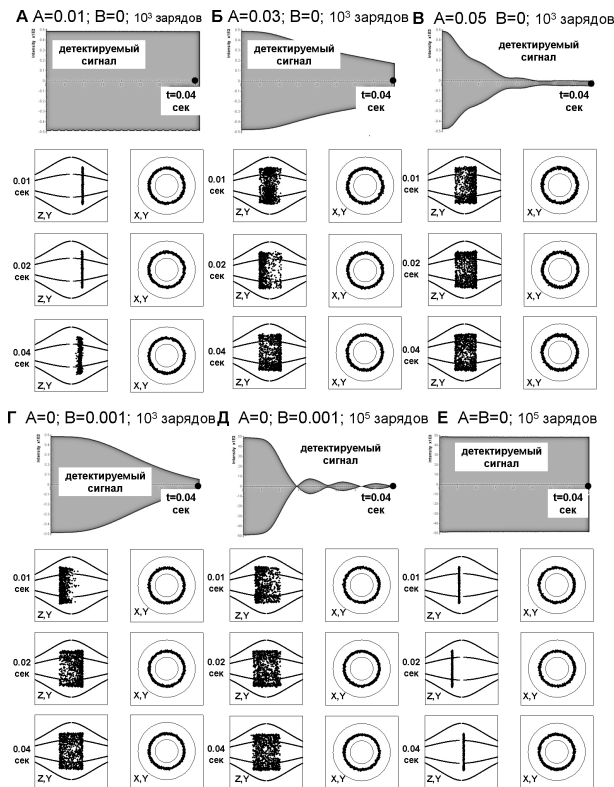 А A=0.01; B=0; 10³ зарядов
Б A=0.03; B=0; 10³ зарядов
В A=0.05 B=0; 10³ зарядов
детектируемый
сигнал
t=0.04
сек
детектируемый
сигнал
t=0.04
сек
детектируемый
сигнал
t=0.04
сек
0.01
сек
Z,Y
X,Y
0.01
сек
Z,Y
X,Y
0.01
сек
Z,Y
X,Y
0.02
сек
Z,Y
X,Y
0.02
сек
Z,Y
X,Y
0.02
сек
Z,Y
X,Y
0.04
сек
Z,Y
X,Y
0.04
сек
Z,Y
X,Y
0.04
сек
Z,Y
X,Y
Г A=0; B=0.001; 10³ зарядов
Д A=0; B=0.001; 10⁵ зарядов
Е A=B=0; 10⁵ зарядов
детектируемый
сигнал
t=0.04
сек
детектируемый
сигнал
t=0.04
сек
детектируемый
сигнал
t=0.04
сек
0.01
сек
Z,Y
X,Y
0.01
сек
Z,Y
X,Y
0.01
сек
Z,Y
X,Y
0.02
сек
Z,Y
X,Y
0.02
сек
Z,Y
X,Y
0.02
сек
Z,Y
X,Y
0.04
сек
Z,Y
X,Y
0.04
сек
Z,Y
X,Y
0.04
сек
Z,Y
X,Y